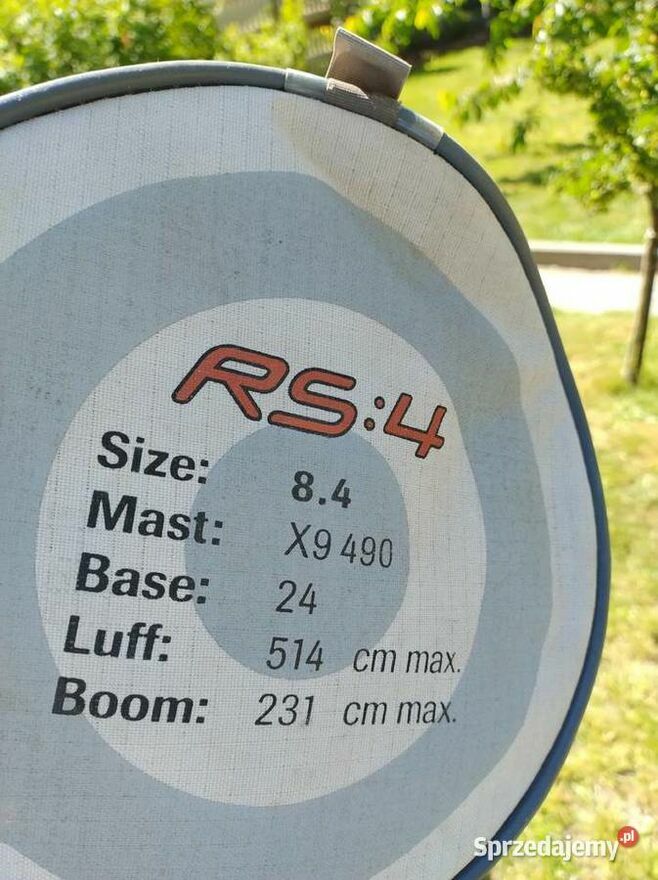 RS:4
Size: 8.4
Mast: X9 490
Base: 24
Luff: 514 cm max.
Boom: 231 cm max.
Sprzedajemy.pl